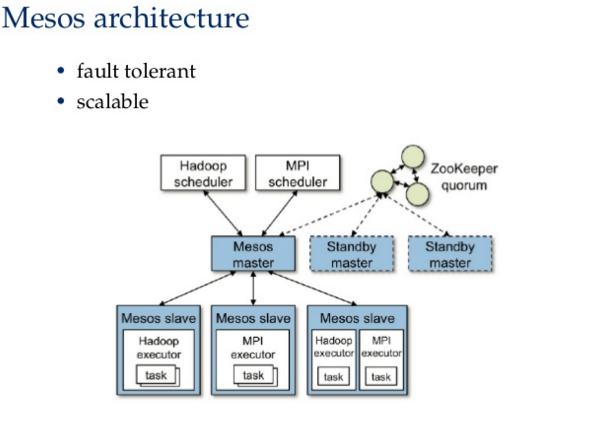 Mesos architecture
• fault tolerant
• scalable
Hadoop
scheduler
MPI
scheduler
ZooKeeper
quorum
Mesos
master
Standby
master
Standby
master
Mesos slave
Hadoop
executor
task
Mesos slave
MPI
executor
task
Mesos slave
Hadoop
executor
task
MPI
executor
task